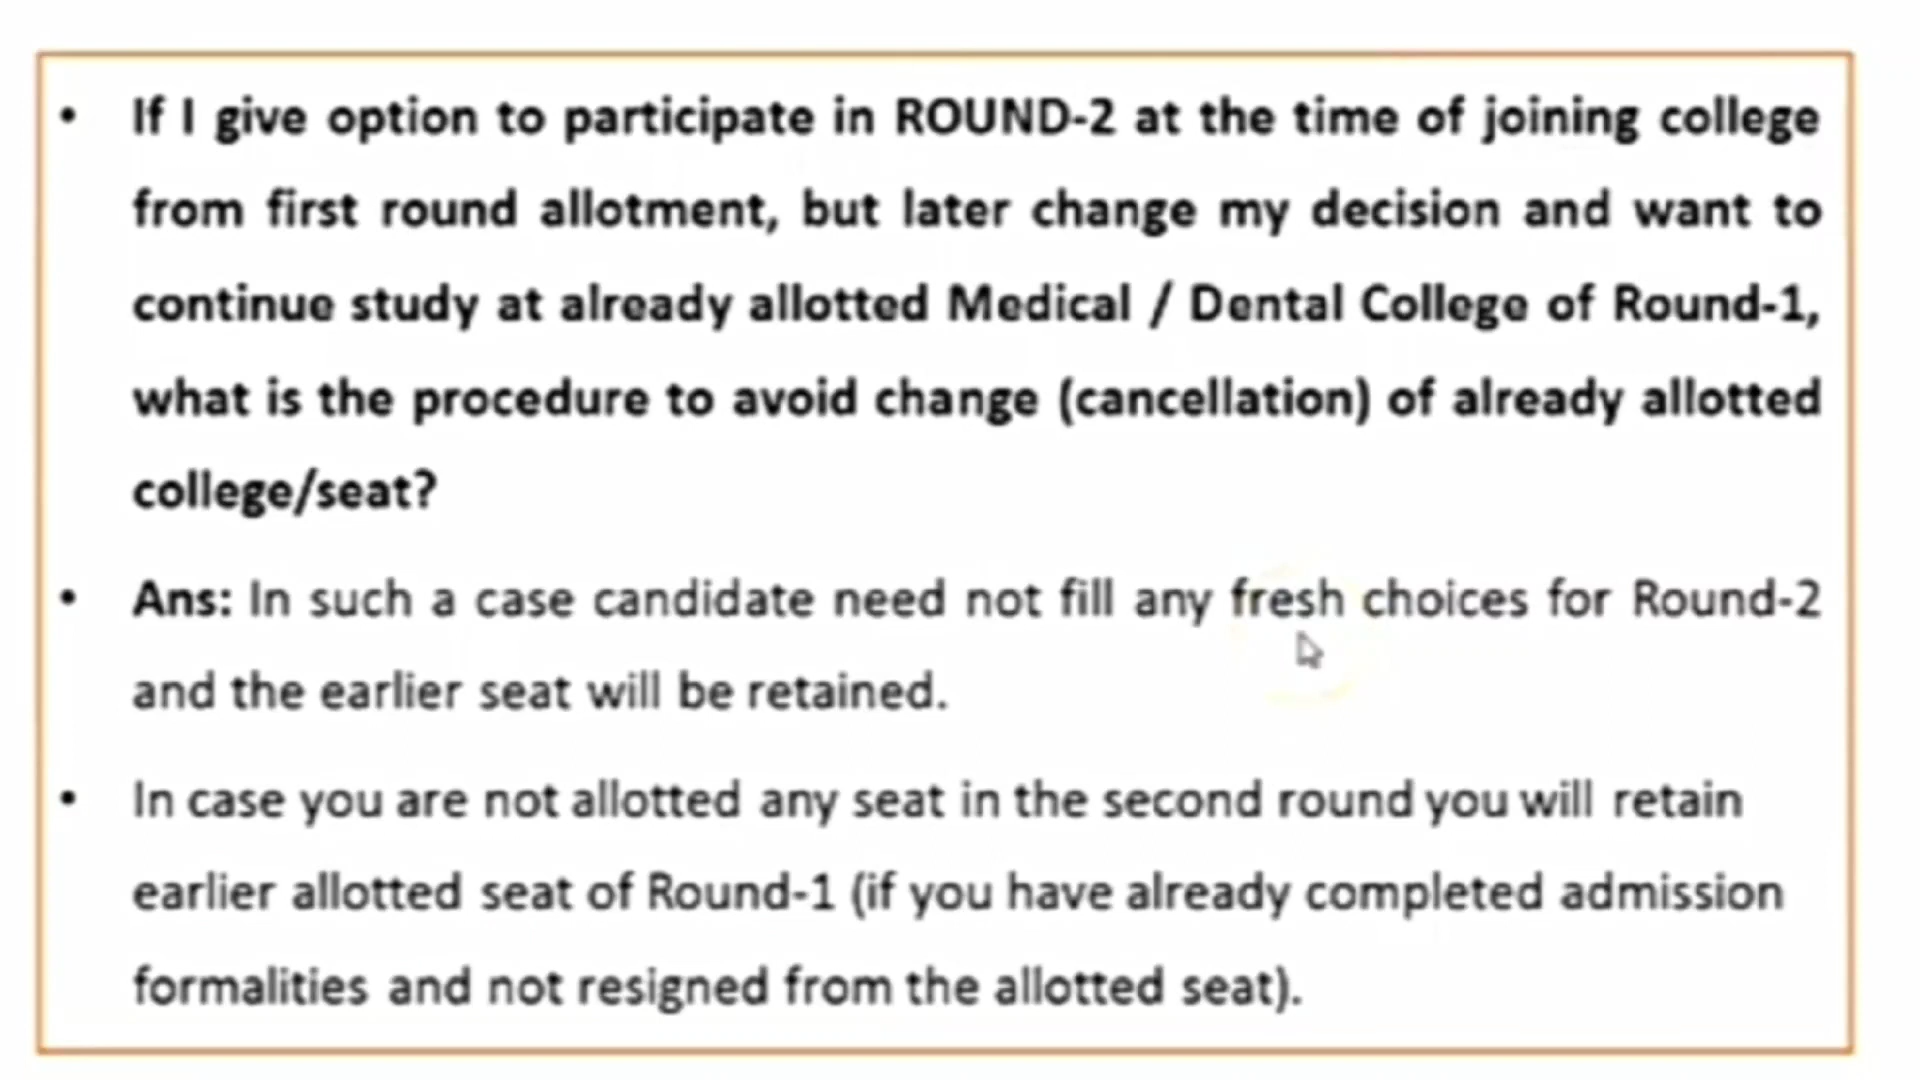 • If I give option to participate in ROUND-2 at the time of joining college
from first round allotment, but later change my decision and want to
continue study at already allotted Medical / Dental College of Round-1,
what is the procedure to avoid change (cancellation) of already allotted
college/seat?
• Ans: In such a case candidate need not fill any fresh choices for Round-2
and the earlier seat will be retained.
• In case you are not allotted any seat in the second round you will retain
earlier allotted seat of Round-1 (if you have already completed admission
formalities and not resigned from the allotted seat).